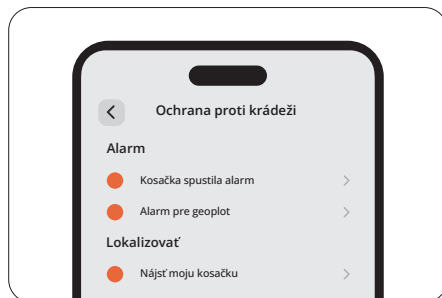 Ochrana proti krádeži
Alarm
Kosačka spustila alarm
Alarm pre geoplot
Lokalizovať
Nájsť moju kosačku